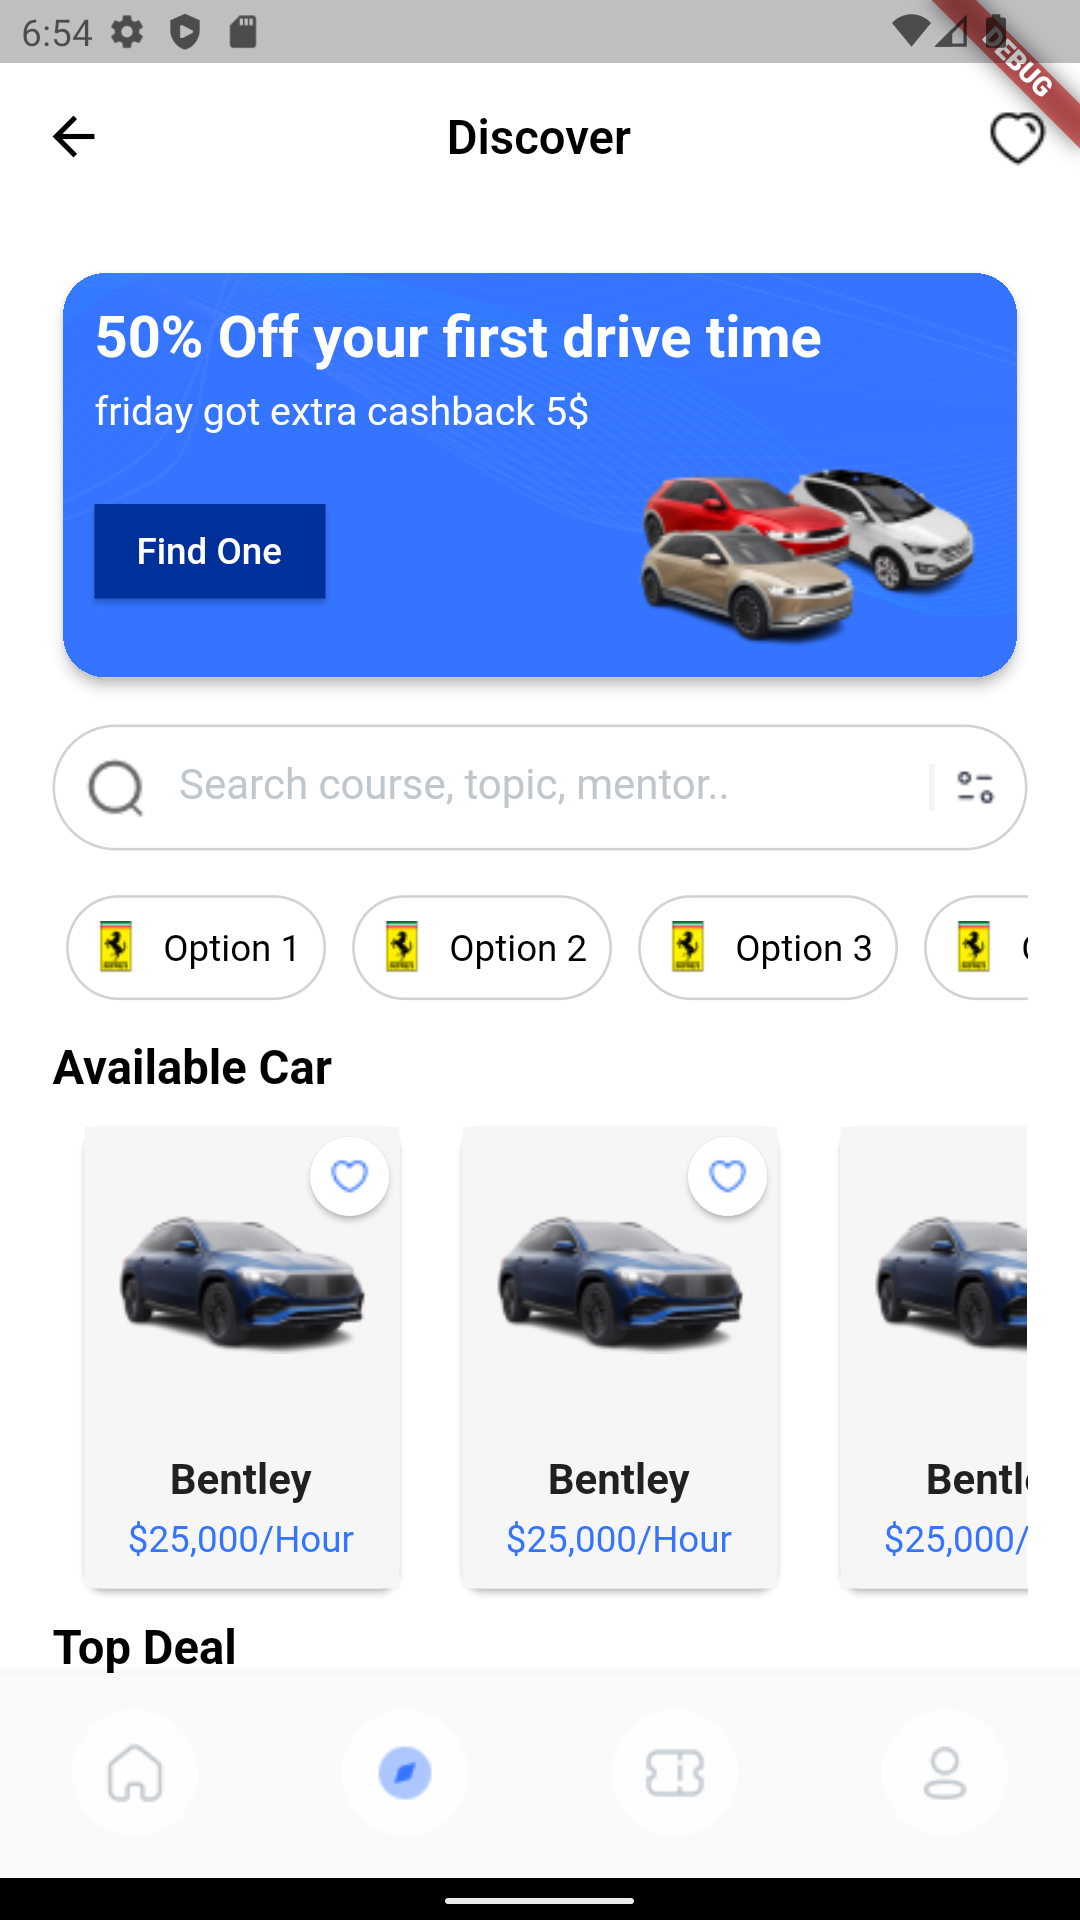 6:54
DEBUG
Discover
50% Off your first drive time
friday got extra cashback 5$
Find One
Search course, topic, mentor..
Option 1
Option 2
Option 3
Available Car
Bentley
Bentley
Bentl
$25,000/Hour
$25,000/Hour
$25,000/
Top Deal